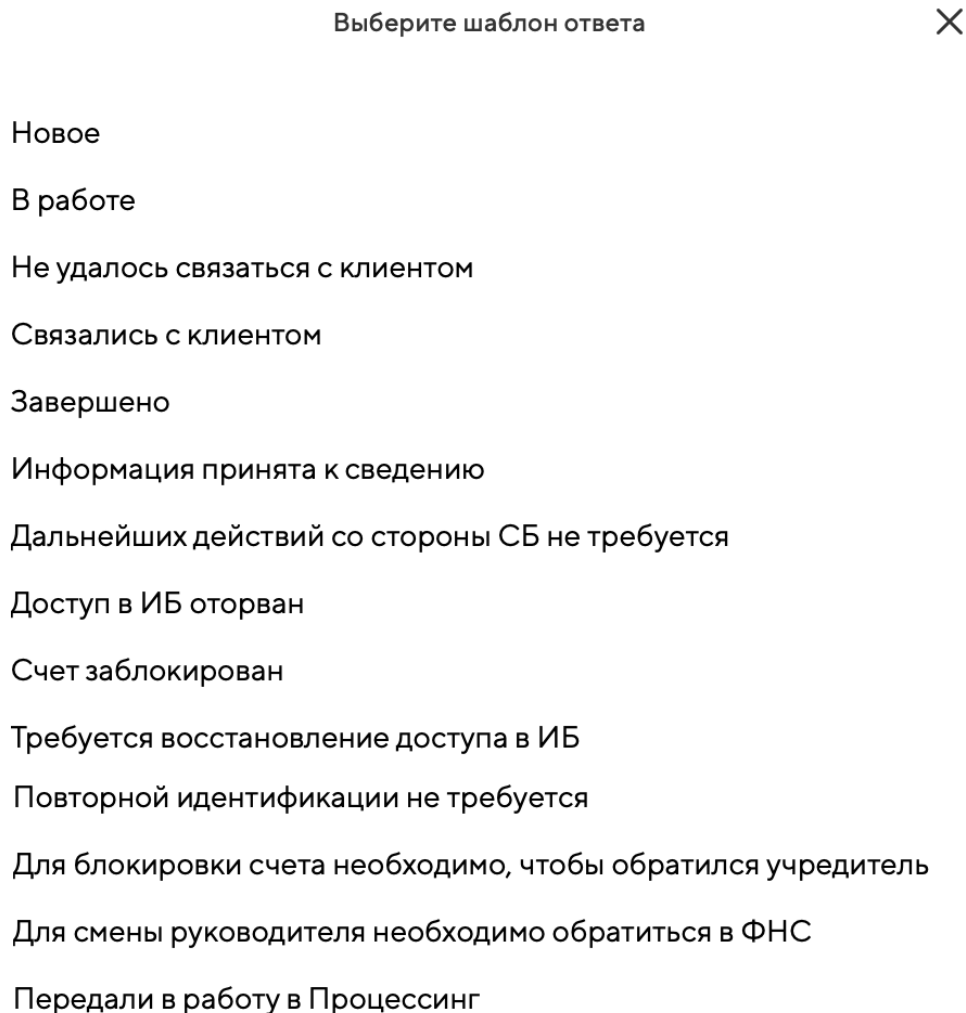 Выберите шаблон ответа
Новое
В работе
Не удалось связаться с клиентом
Связались с клиентом
Завершено
Информация принята к сведению
Дальнейших действий со стороны СБ не требуется
Доступ в ИБ оторван
Счет заблокирован
Требуется восстановление доступа в ИБ
Повторной идентификации не требуется
Для блокировки счета необходимо, чтобы обратился учредитель
Для смены руководителя необходимо обратиться в ФНС
Передали в работу в Процессинг